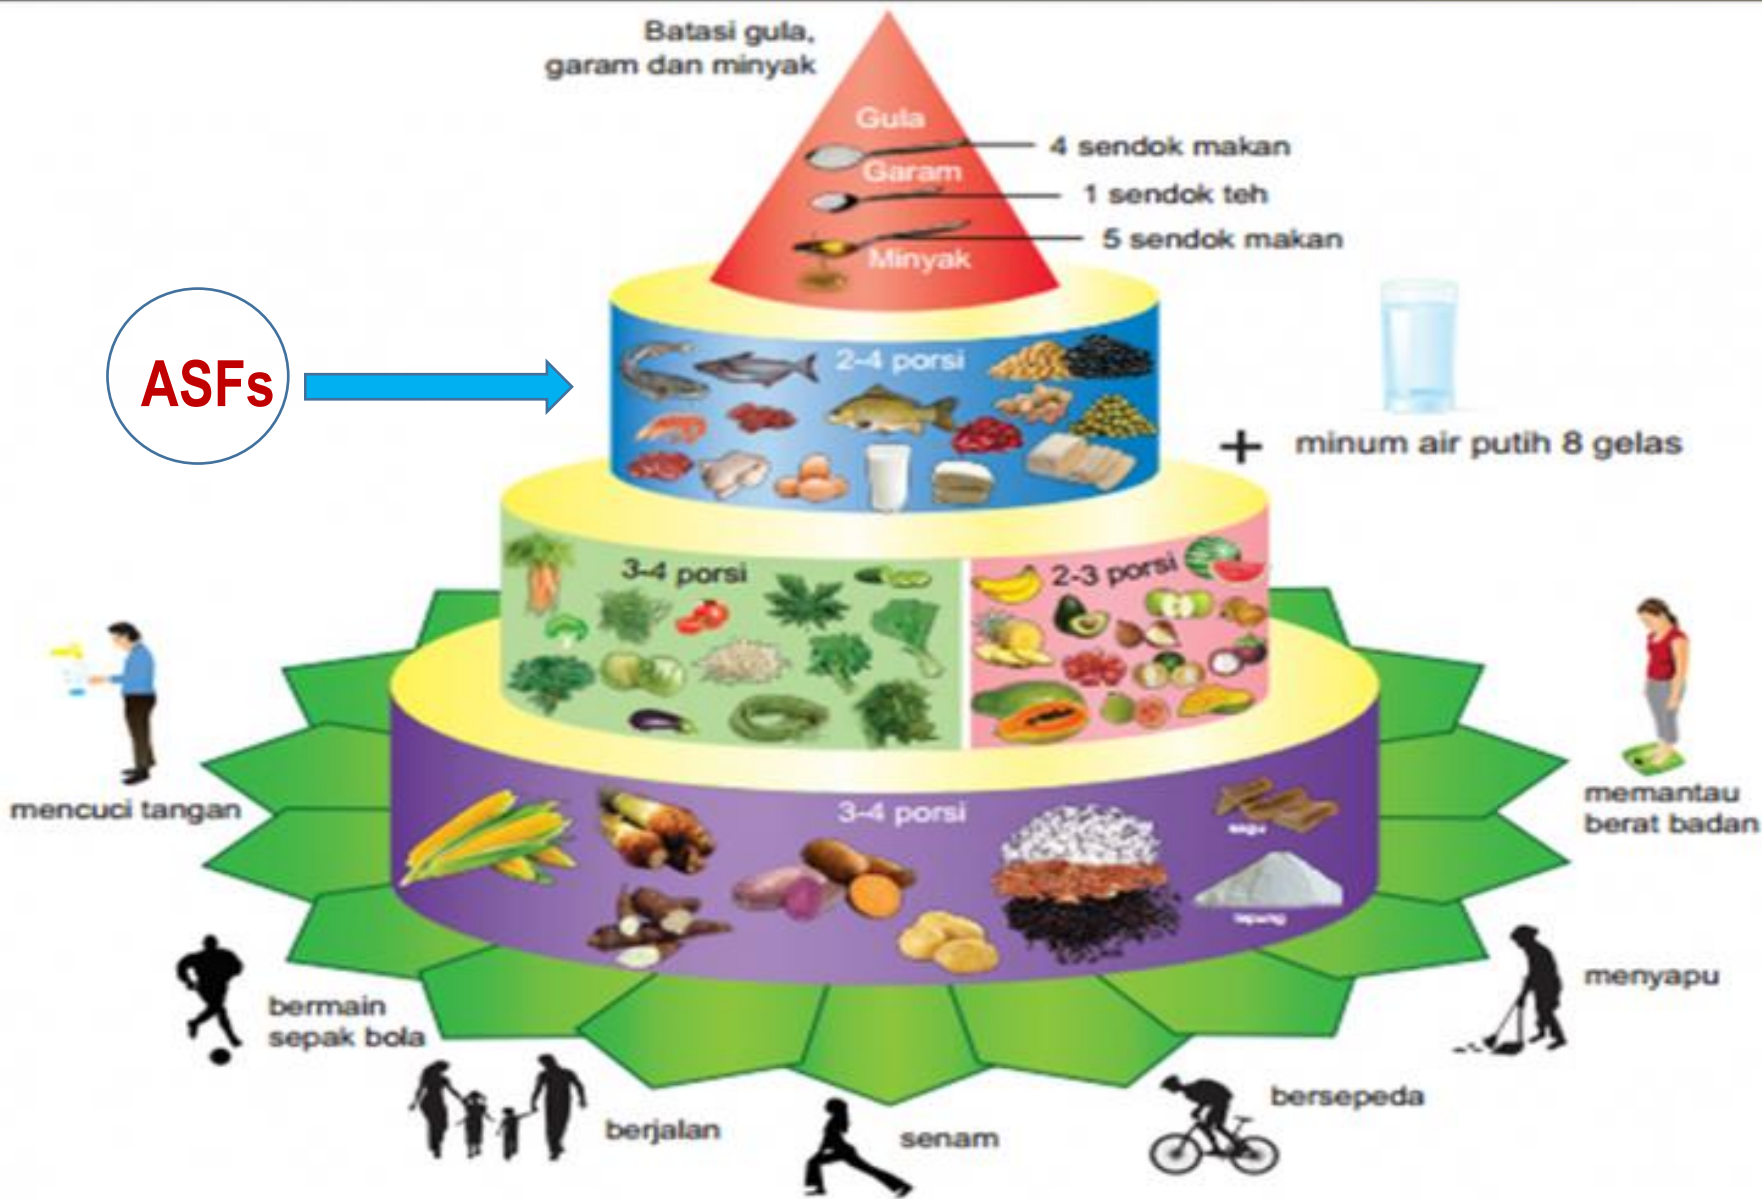 Batasi gula,
garam dan minyak
Gula
4 sendok makan
Garam
1 sendok teh
5 sendok makan
Minyak
ASFs
2-4 porsi
+ minum air putih 8 gelas
3-4 porsi
2-3 porsi
mencuci tangan
memantau
berat badan
3-4 porsi
sagu
tepung
bermain
sepak bola
menyapu
berjalan
senam
bersepeda